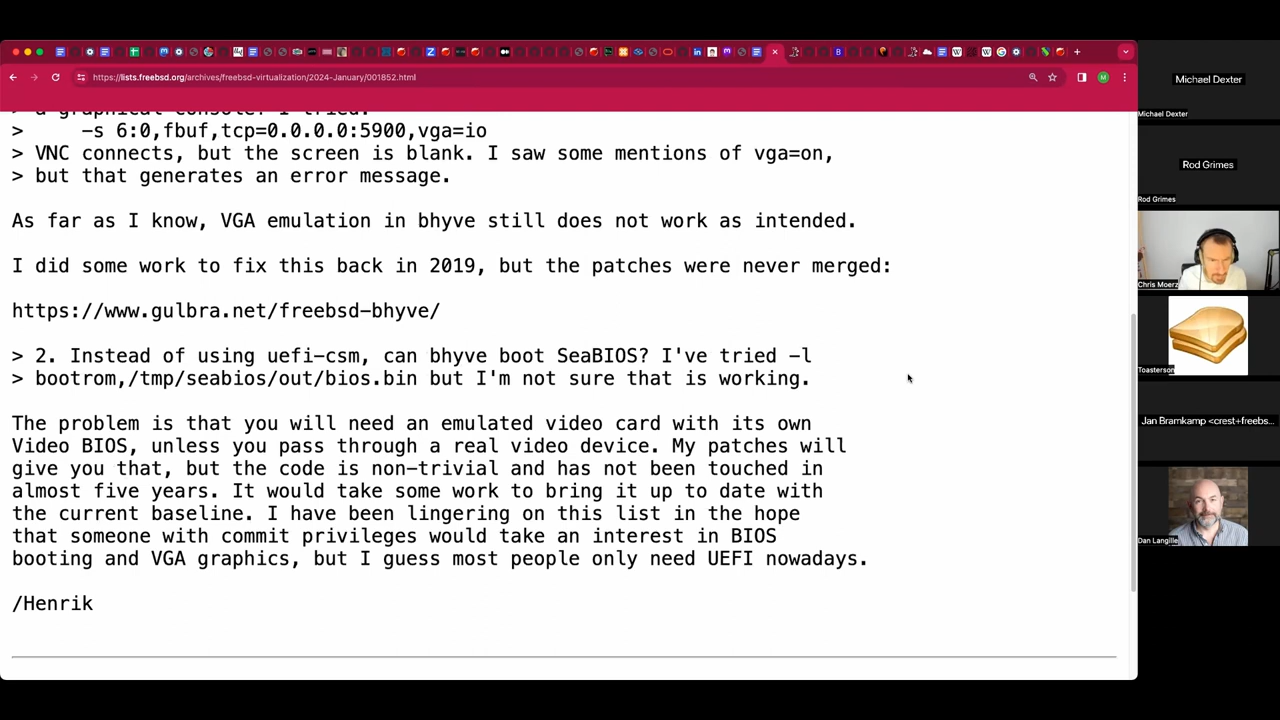 https://lists.freebsd.org/archives/freebsd-virtualization/2024-January/001852.html
> a graphical console? I tried:
> -s 6:0,fbuf,tcp=0.0.0.0:5900,vga=io
> VNC connects, but the screen is blank. I saw some mentions of vga=on,
> but that generates an error message.
As far as I know, VGA emulation in bhyve still does not work as intended.
I did some work to fix this back in 2019, but the patches were never merged:
https://www.gulbra.net/freebsd-bhyve/
> 2. Instead of using uefi-csm, can bhyve boot SeaBIOS? I've tried -l
> bootrom,/tmp/seabios/out/bios.bin but I'm not sure that is working.
The problem is that you will need an emulated video card with its own
Video BIOS, unless you pass through a real video device. My patches will
give you that, but the code is non-trivial and has not been touched in
almost five years. It would take some work to bring it up to date with
the current baseline. I have been lingering on this list in the hope
that someone with commit privileges would take an interest in BIOS
booting and VGA graphics, but I guess most people only need UEFI nowadays.
/Henrik
Michael Dexter
Michael Dexter
Rod Grimes
Rod Grimes
Chris Moerz
Toasterson
Jan Bramkamp <crest+freebs...
Dan Langille